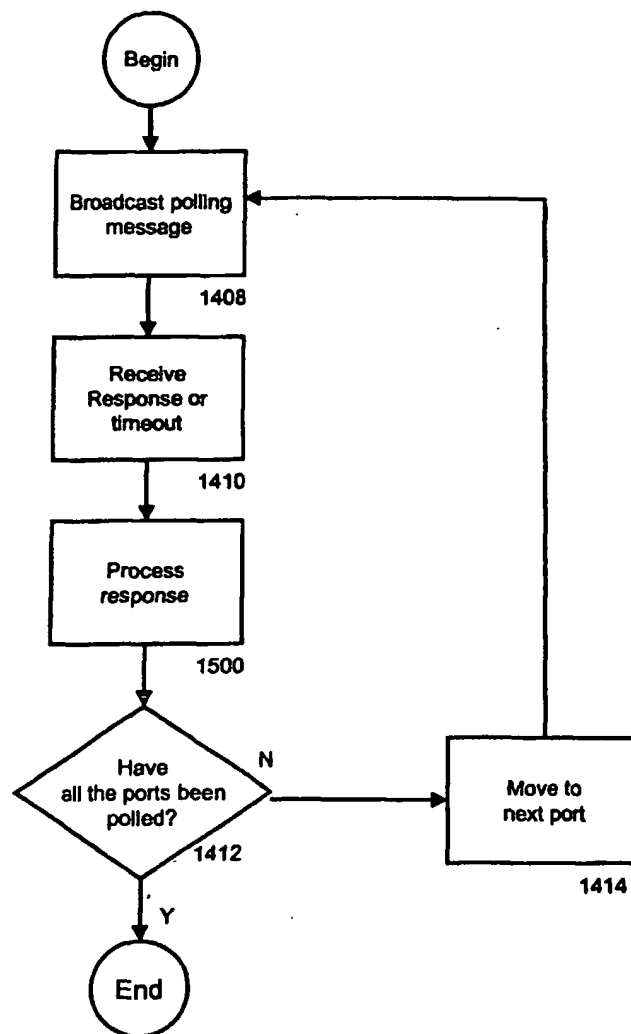 Begin
Broadcast polling
message
1408
Receive
Response or
timeout
1410
Process
response
1500
Have
all the ports been
polled?
N
1412
Move to
next port
1414
Y
End